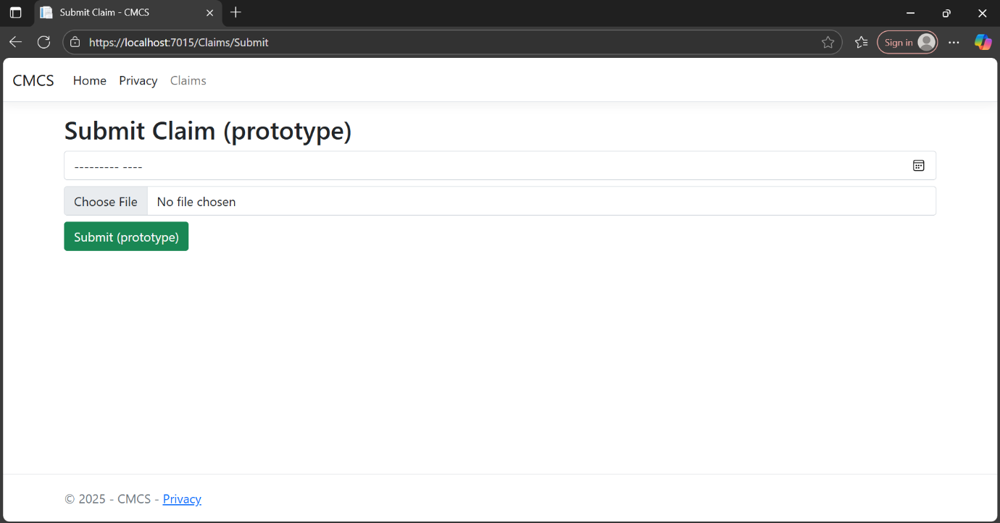 Submit Claim - CMCS
https://localhost:7015/Claims/Submit
Sign in
CMCS Home Privacy Claims
Submit Claim (prototype)
--------- ----
Choose File No file chosen
Submit (prototype)
© 2025 - CMCS - Privacy